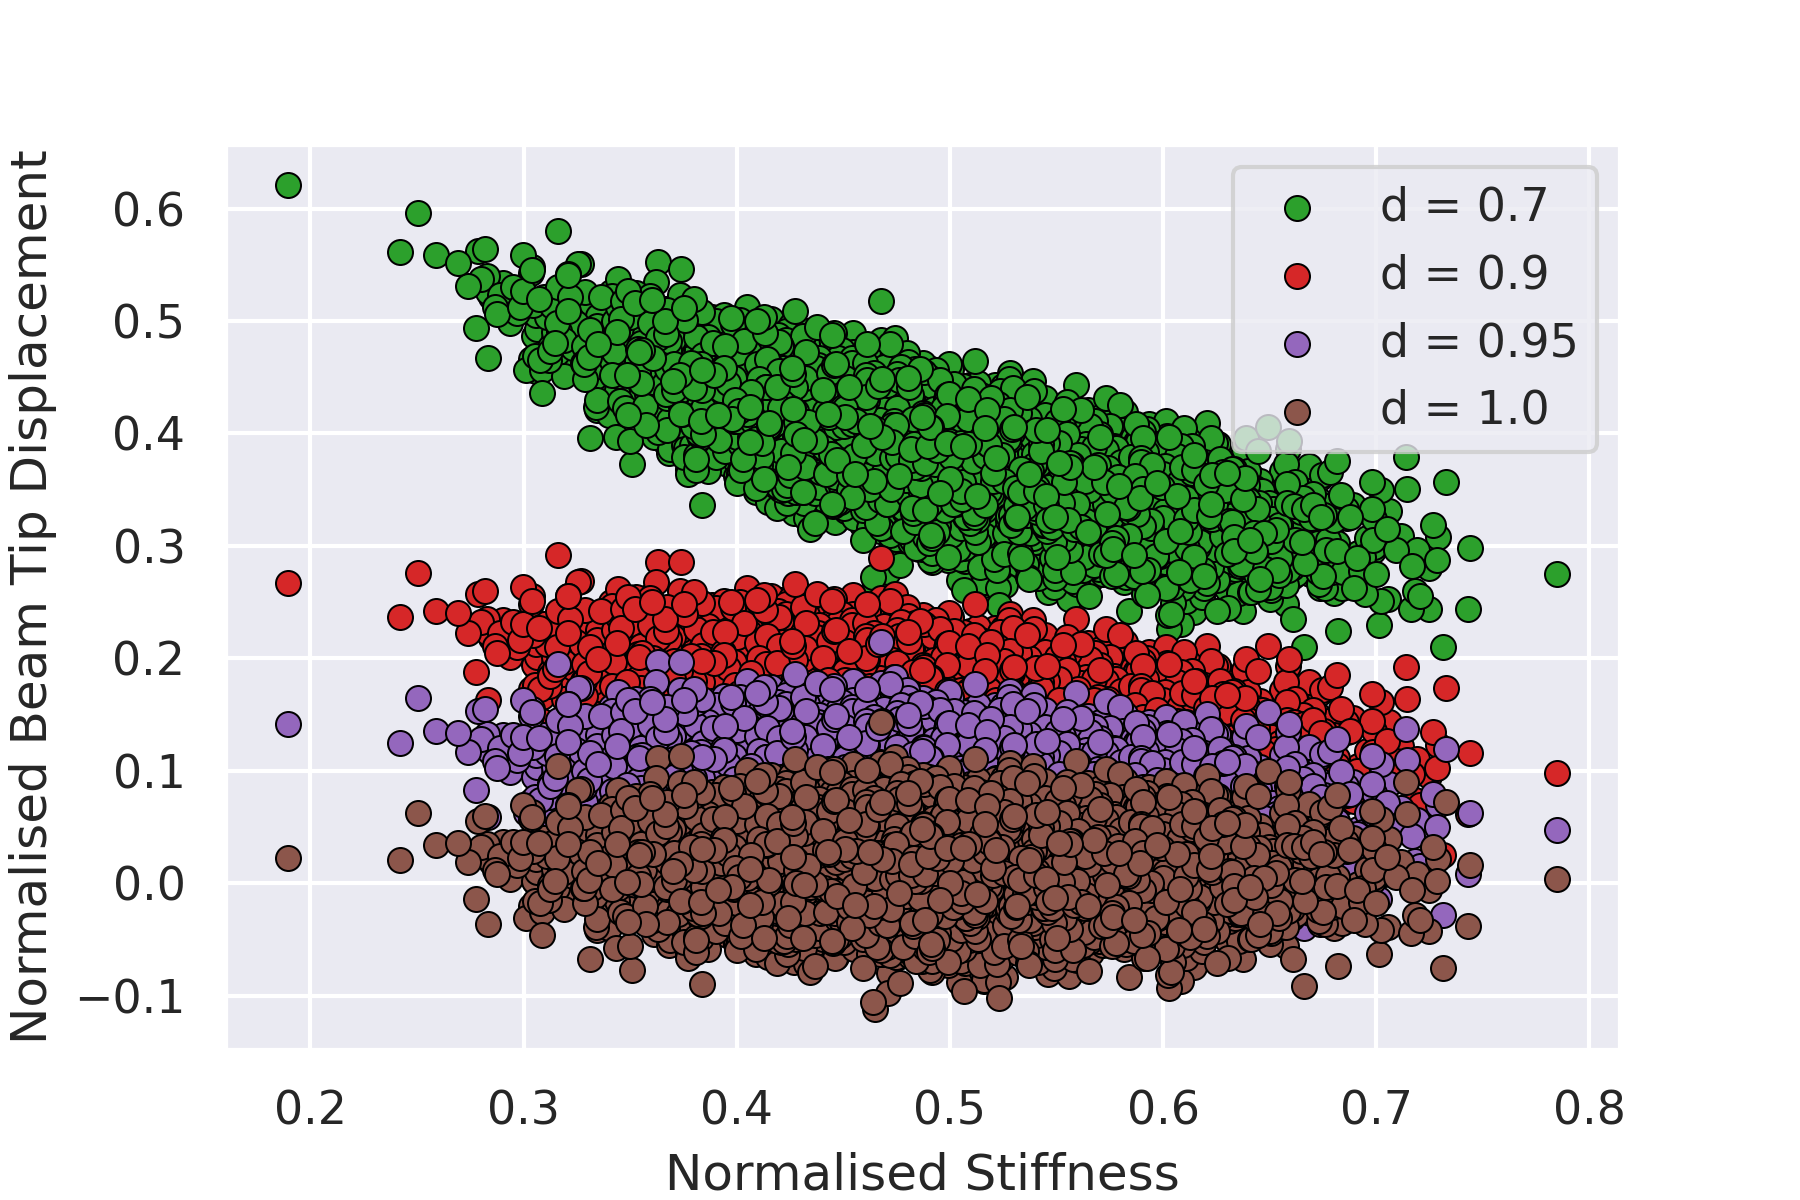 Normalised Beam Tip Displacement
0.6
0.5
0.4
0.3
0.2
0.1
0.0
−0.1
d = 0.7
d = 0.9
d = 0.95
d = 1.0
0.2 0.3 0.4 0.5 0.6 0.7 0.8
Normalised Stiffness